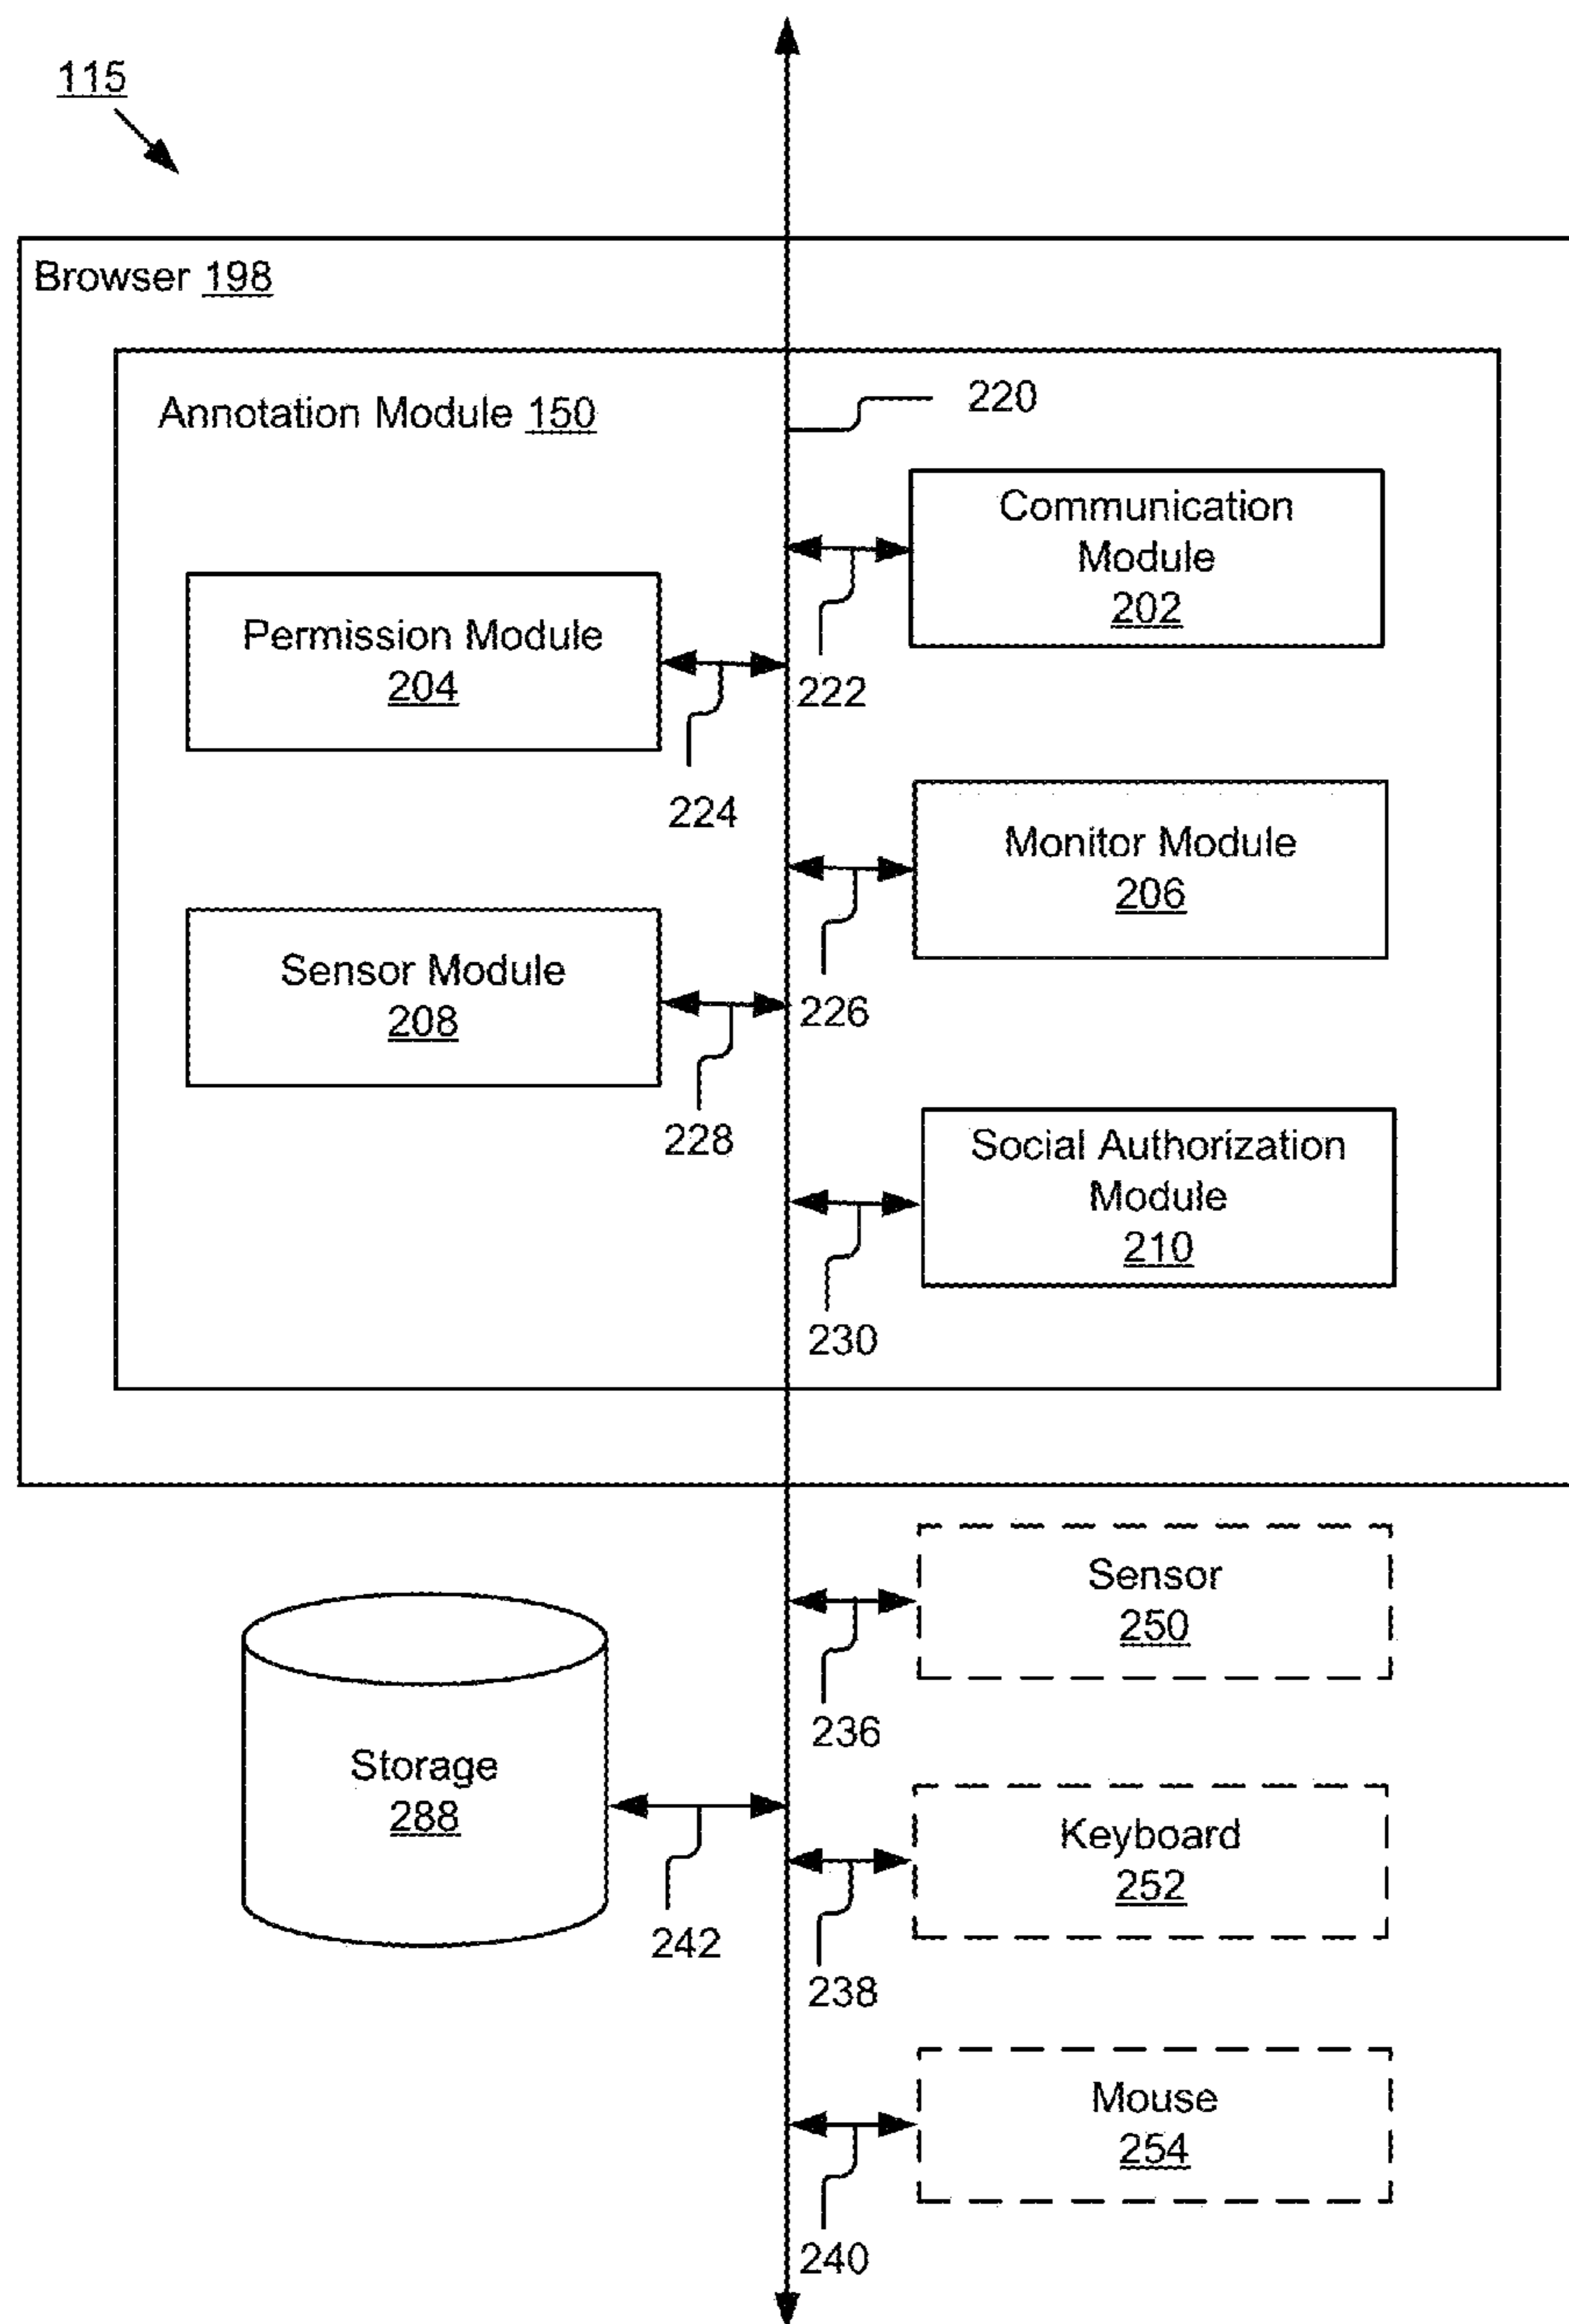 115
Browser 198
Annotation Module 150
220
Communication
Module
202
222
Permission Module
204
224
Monitor Module
206
226
Sensor Module
208
228
Social Authorization
Module
210
230
Sensor
250
236
Storage
288
242
Keyboard
252
238
Mouse
254
240